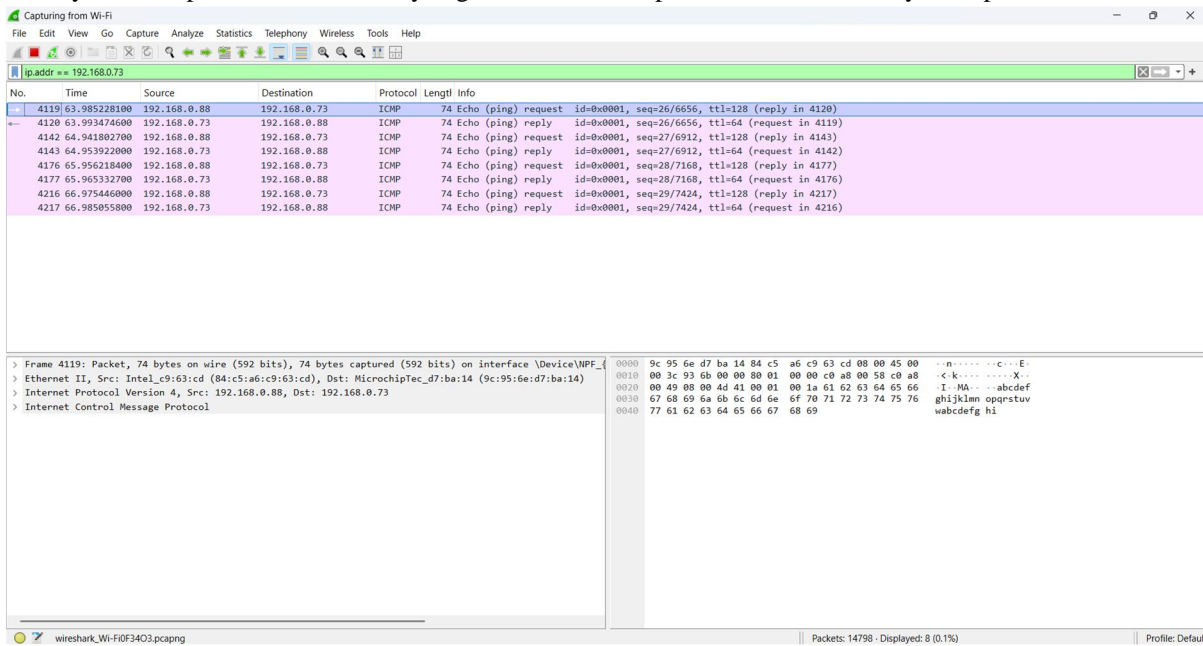 Capturing from Wi-Fi
File Edit View Go Capture Analyze Statistics Telephony Wireless Tools Help
ip.addr == 192.168.0.73
No. Time Source Destination Protocol Length Info
4119 63.985228100 192.168.0.88 192.168.0.73 ICMP 74 Echo (ping) request id=0x0001, seq=26/6656, ttl=128 (reply in 4120)
4120 63.993474600 192.168.0.73 192.168.0.88 ICMP 74 Echo (ping) reply id=0x0001, seq=26/6656, ttl=64 (request in 4119)
4142 64.941802700 192.168.0.88 192.168.0.73 ICMP 74 Echo (ping) request id=0x0001, seq=27/6912, ttl=128 (reply in 4143)
4143 64.953922000 192.168.0.73 192.168.0.88 ICMP 74 Echo (ping) reply id=0x0001, seq=27/6912, ttl=64 (request in 4142)
4176 65.956218400 192.168.0.88 192.168.0.73 ICMP 74 Echo (ping) request id=0x0001, seq=28/7168, ttl=128 (reply in 4177)
4177 65.965332700 192.168.0.73 192.168.0.88 ICMP 74 Echo (ping) reply id=0x0001, seq=28/7168, ttl=64 (request in 4176)
4216 66.975446000 192.168.0.88 192.168.0.73 ICMP 74 Echo (ping) request id=0x0001, seq=29/7424, ttl=128 (reply in 4217)
4217 66.985055800 192.168.0.73 192.168.0.88 ICMP 74 Echo (ping) reply id=0x0001, seq=29/7424, ttl=64 (request in 4216)
Frame 4119: Packet, 74 bytes on wire (592 bits), 74 bytes captured (592 bits) on interface \Device\NPF_{
Ethernet II, Src: Intel_c9:63:cd (84:c5:a6:c9:63:cd), Dst: MicrochipTec_d7:ba:14 (9c:95:6e:d7:ba:14)
Internet Protocol Version 4, Src: 192.168.0.88, Dst: 192.168.0.73
Internet Control Message Protocol
0000 9c 95 6e d7 ba 14 84 c5 a6 c9 63 cd 08 00 45 00 ··n····· ··c···E·
0010 00 3c 93 6b 00 00 80 01 00 00 c0 a8 00 58 c0 a8 ·<·k···· ·····X··
0020 00 49 08 00 4d 41 00 01 00 1a 61 62 63 64 65 66 ·I··MA·· ··abcdef
0030 67 68 69 6a 6b 6c 6d 6e 6f 70 71 72 73 74 75 76 ghijklmn opqrstuv
0040 77 61 62 63 64 65 66 67 68 69 wabcdefg hi
wireshark_Wi-Fi0F34O3.pcapng Packets: 14798 · Displayed: 8 (0.1%) Profile: Defau